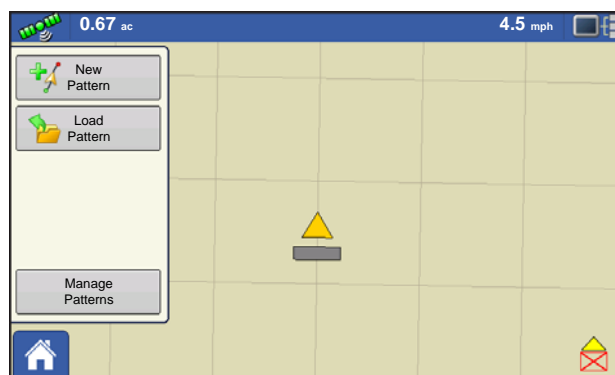 0.67 ac
4.5 mph
New
Pattern
Load
Pattern
Manage
Patterns